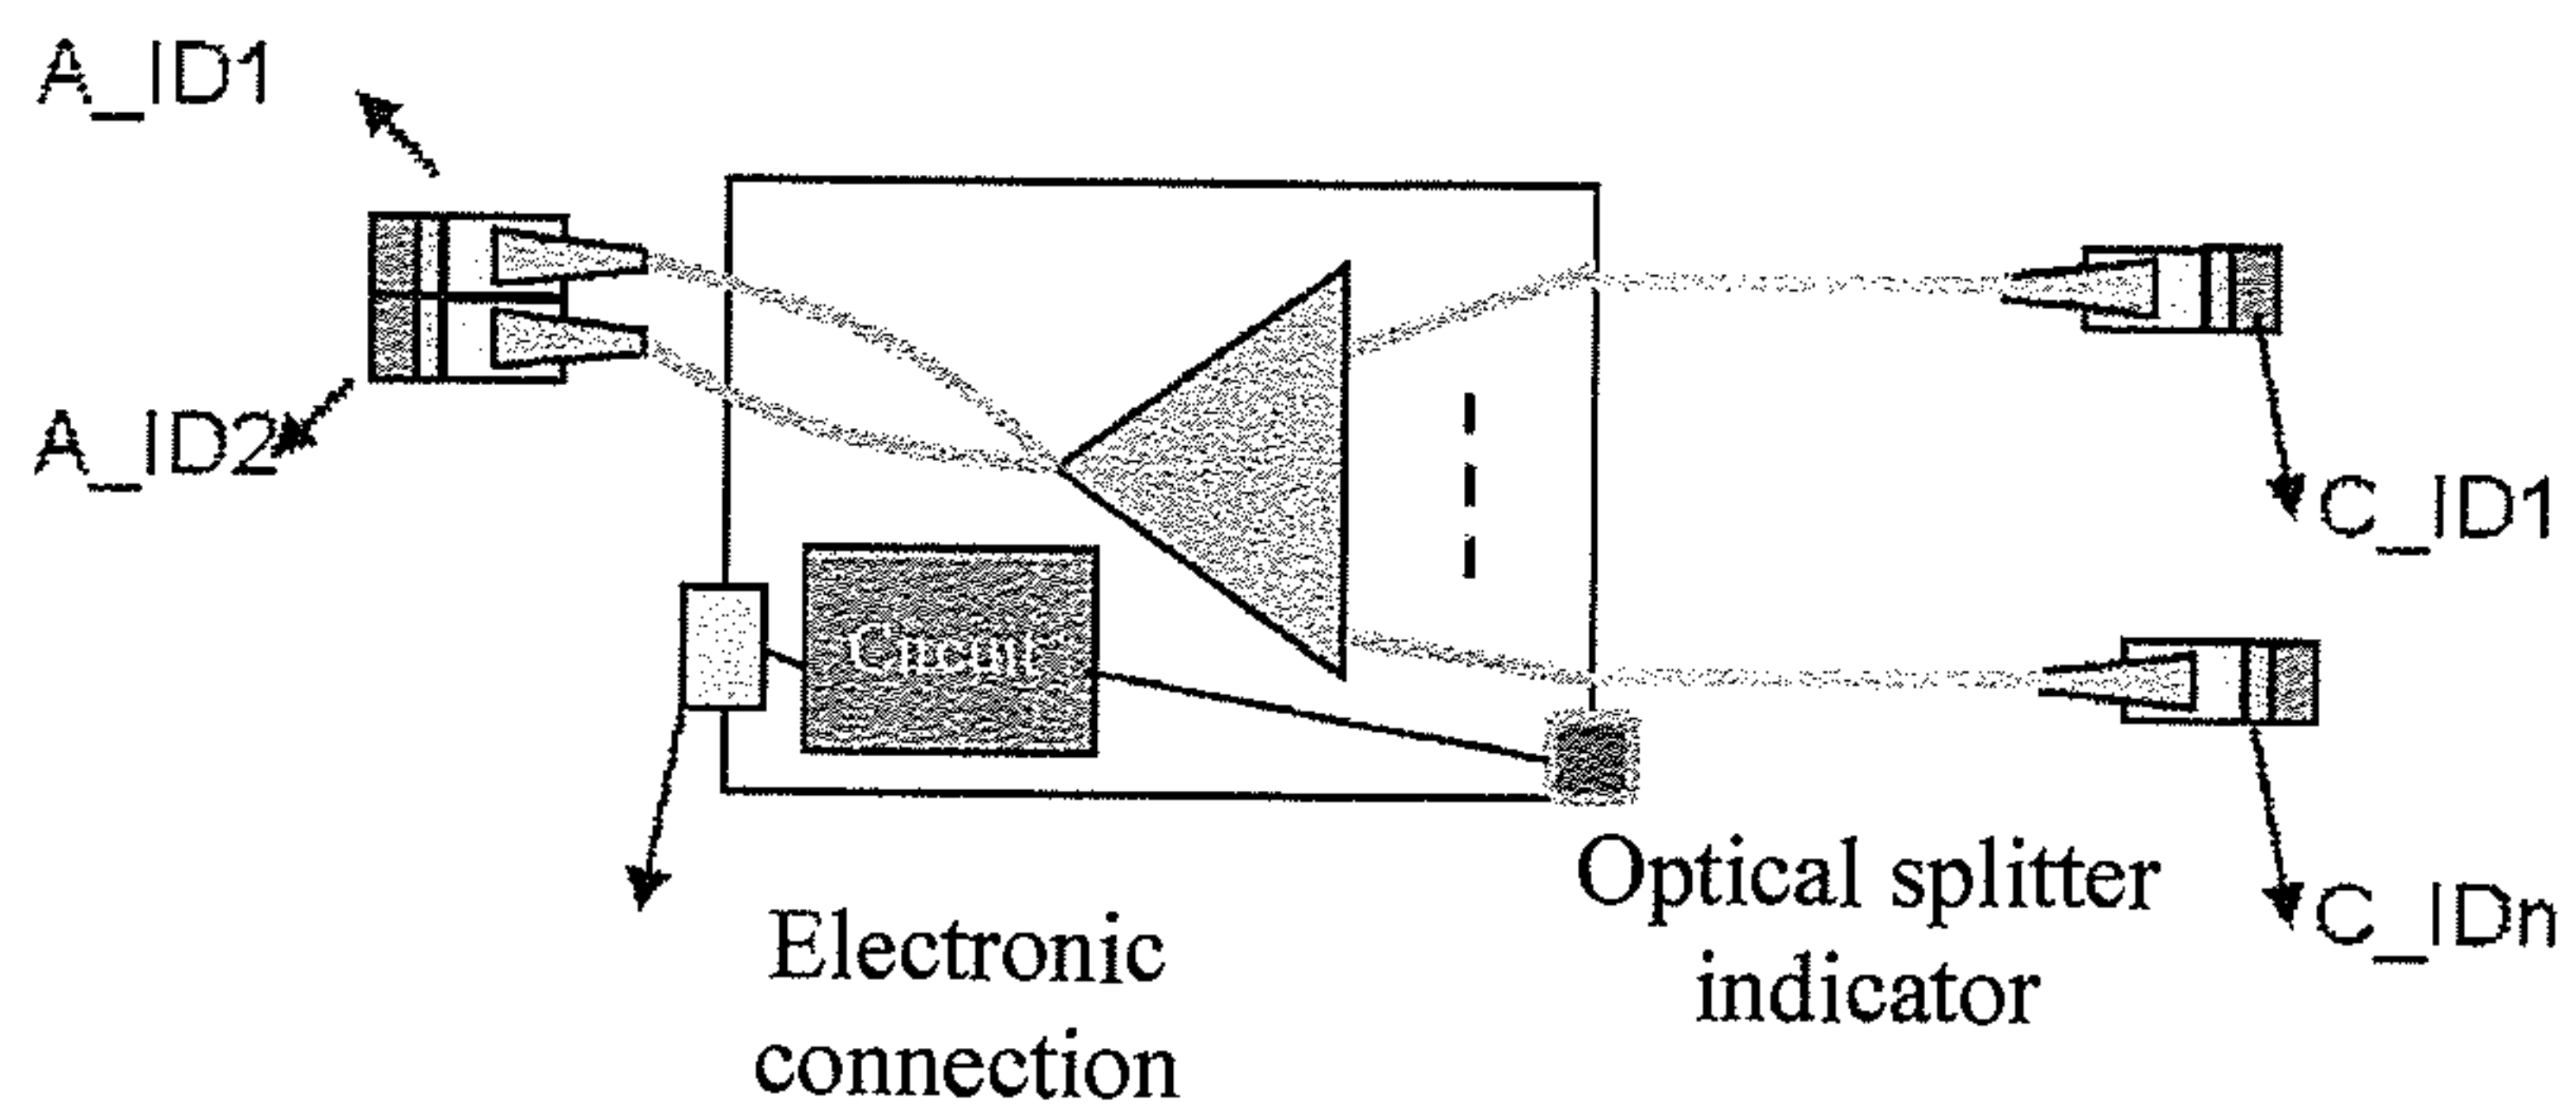 A_ID1
A_ID2
C_ID1
Circuit
C_IDn
Optical splitter
indicator
Electronic
connection